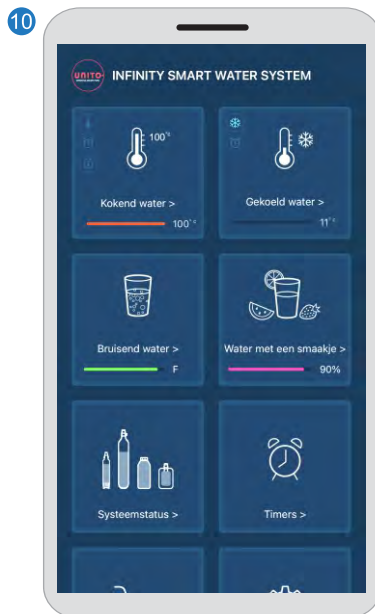 10
UNITO
INFINITY SMART WATER SYSTEM
100°c
Kokend water >
100°c
Gekoeld water >
11°c
Bruisend water >
F
Water met een smaakje >
90%
Systeemstatus >
Timers >